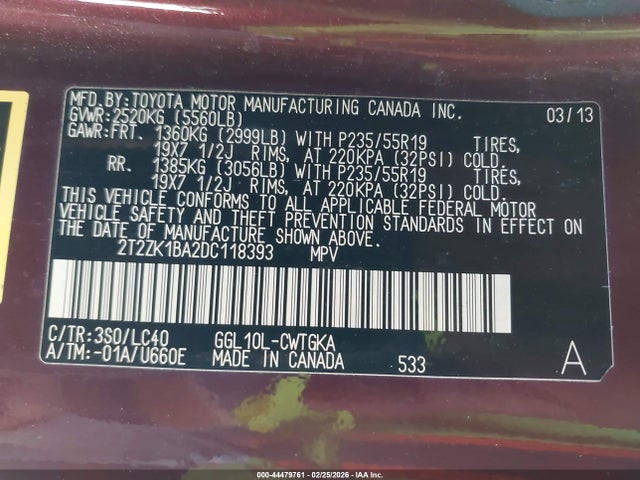 MFD.BY:TOYOTA MOTOR MANUFACTURING CANADA INC. 03/13
GVWR:2520KG (5560LB)
GAWR:FRT. 1360KG (2999LB) WITH P235/55R19 TIRES,
19X7 1/2J RIMS, AT 220KPA (32PSI) COLD.
RR. 1385KG (3056LB) WITH P235/55R19 TIRES,
19X7 1/2J RIMS, AT 220KPA (32PSI) COLD.
THIS VEHICLE CONFORMS TO ALL APPLICABLE FEDERAL MOTOR
VEHICLE SAFETY AND THEFT PREVENTION STANDARDS IN EFFECT ON
THE DATE OF MANUFACTURE SHOWN ABOVE.
2T2ZK1BA2DC118393 MPV
C/TR:3S0/LC40 GGL10L-CWTGKA
A/TM:-01A/U660E MADE IN CANADA 533 A
000-44479761 - 02/25/2026 - IAA Inc.